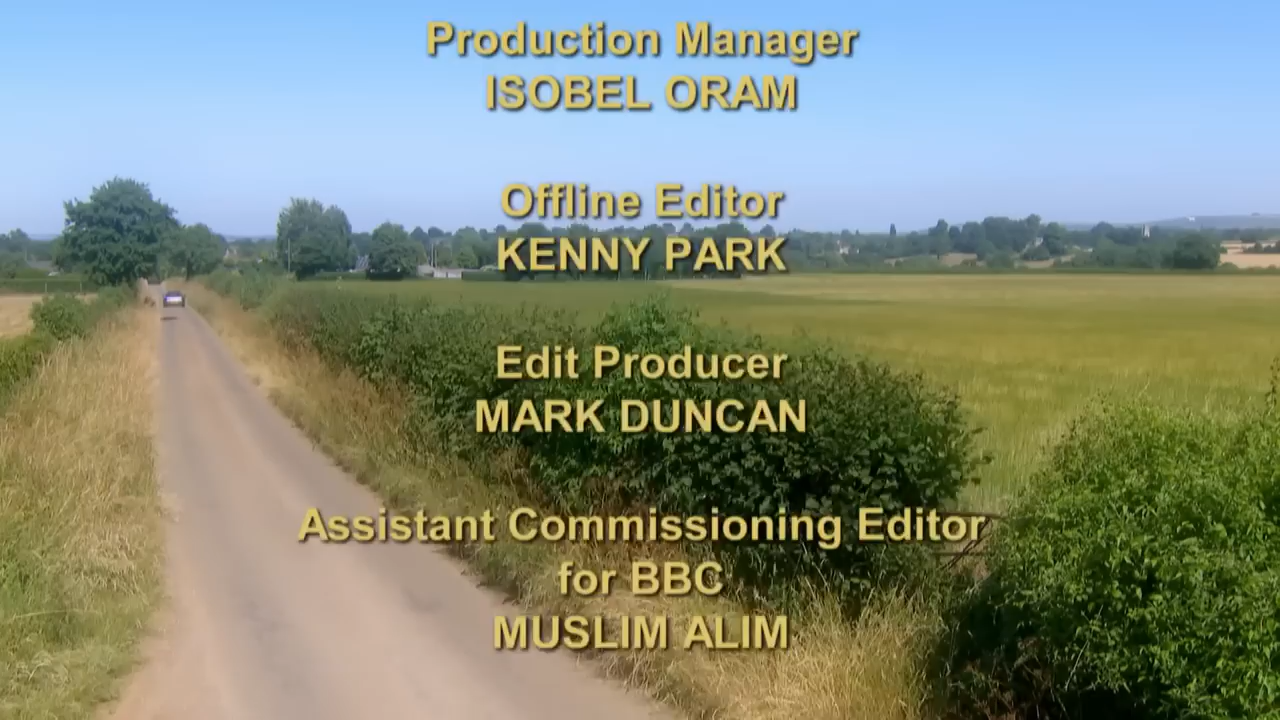 Production Manager
ISOBEL ORAM
Offline Editor
KENNY PARK
Edit Producer
MARK DUNCAN
Assistant Commissioning Editor
for BBC
MUSLIM ALIM